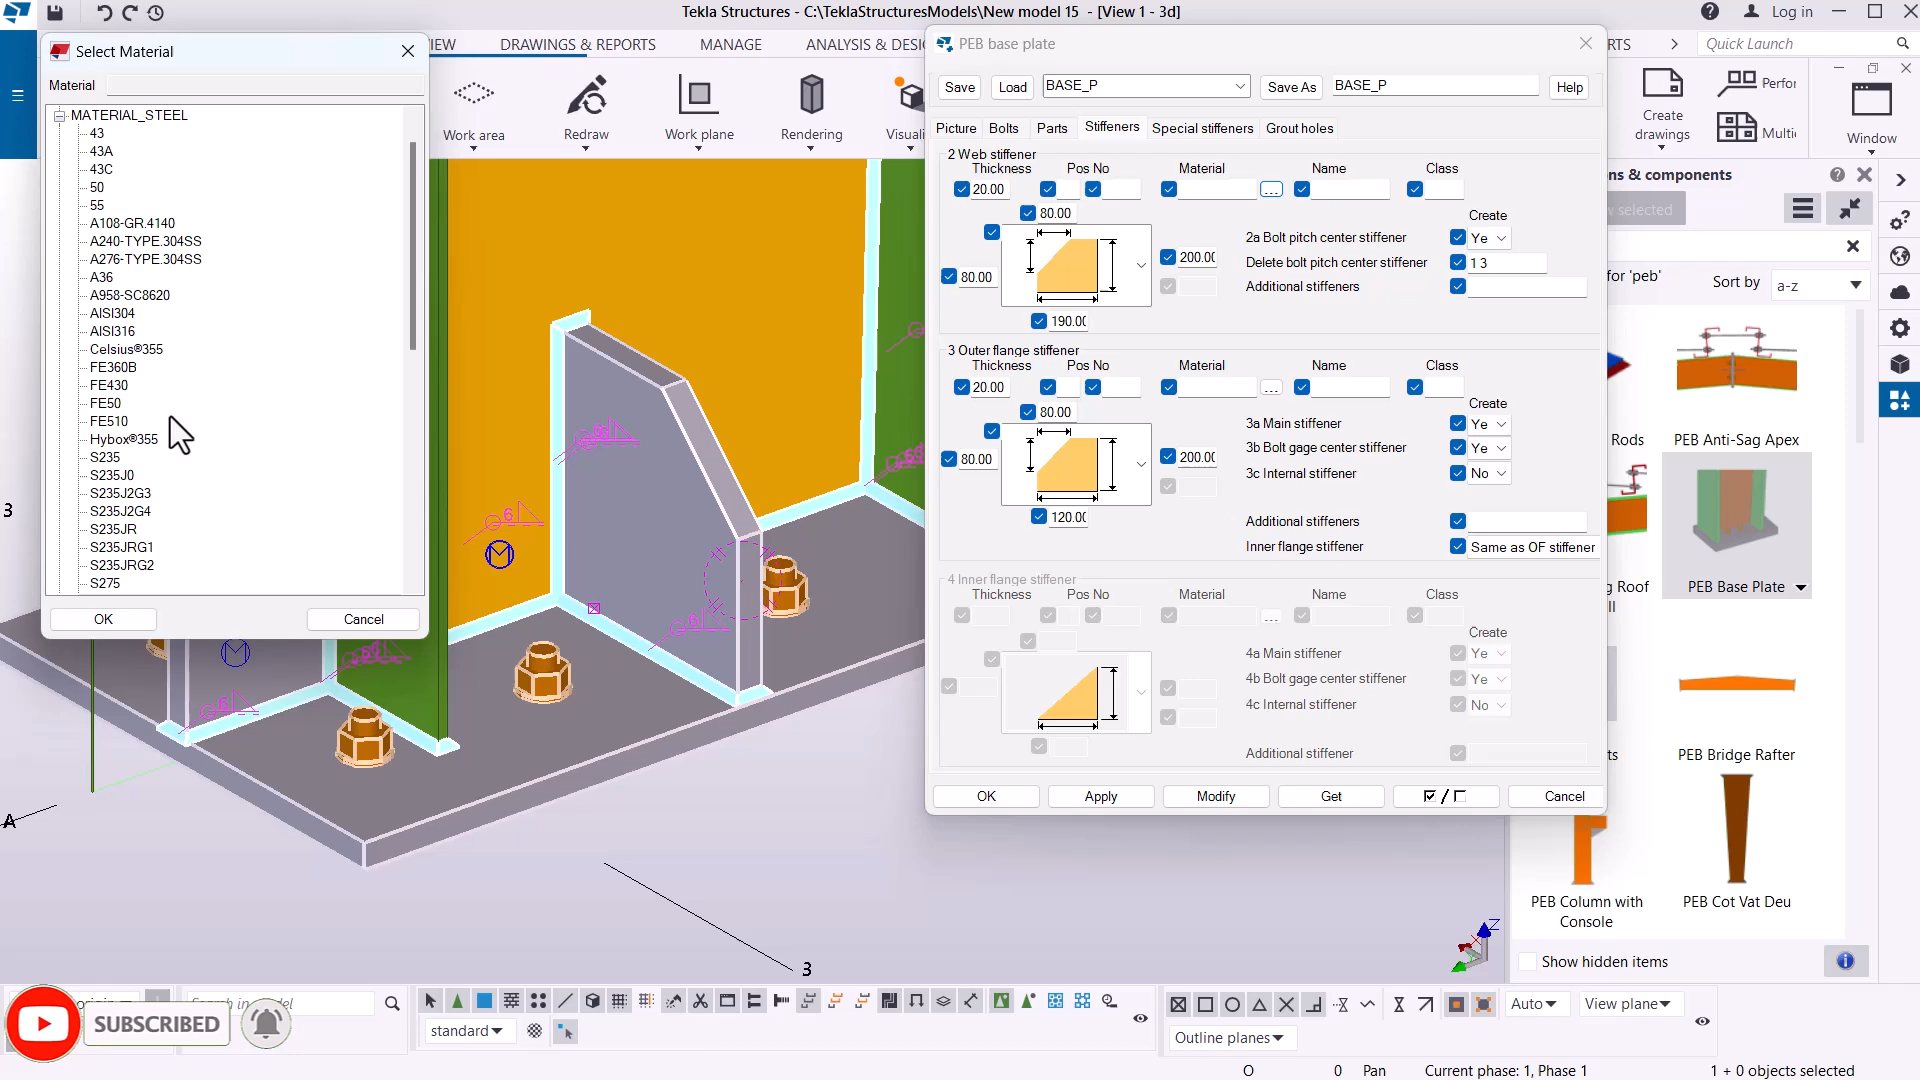 Tekla Structures - C:\TeklaStructuresModels\New model 15 - [View 1 - 3d]
Log in
Select Material
Material
MATERIAL_STEEL
43
43A
43C
50
55
A108-GR.4140
A240-TYPE.304SS
A276-TYPE.304SS
A36
A958-SC8620
AISI304
AISI316
Celsius®355
FE360B
FE430
FE50
FE510
Hybox®355
S235
S235J0
S235J2G3
S235J2G4
S235JR
S235JRG1
S235JRG2
S275
OK
Cancel
DRAWINGS & REPORTS
MANAGE
Quick Launch
Work area
Redraw
Work plane
Rendering
Create drawings
Window
PEB base plate
Save
Load
BASE_P
Save As
BASE_P
Help
Picture
Bolts
Parts
Stiffeners
Special stiffeners
Grout holes
2 Web stiffener
Thickness
Pos No
Material
Name
Class
20.00
...
80.00
Create
2a Bolt pitch center stiffener
Ye
80.00
200.00
Delete bolt pitch center stiffener
1 3
Additional stiffeners
190.00
3 Outer flange stiffener
Thickness
Pos No
Material
Name
Class
20.00
...
80.00
Create
3a Main stiffener
Ye
3b Bolt gage center stiffener
Ye
80.00
200.00
3c Internal stiffener
No
120.00
Additional stiffeners
Inner flange stiffener
Same as OF stiffener
4 Inner flange stiffener
Thickness
Pos No
Material
Name
Class
...
Create
4a Main stiffener
Ye
4b Bolt gage center stiffener
Ye
4c Internal stiffener
No
Additional stiffener
OK
Apply
Modify
Get
/
Cancel
ns & components
for 'peb'
Sort by
a-z
Rods
PEB Anti-Sag Apex
g Roof
PEB Base Plate
PEB Bridge Rafter
PEB Column with Console
PEB Cot Vat Deu
Show hidden items
3
A
3
6
6
Z
SUBSCRIBED
standard
Auto
View plane
Outline planes
O
0
Pan
Current phase: 1, Phase 1
1 + 0 objects selected